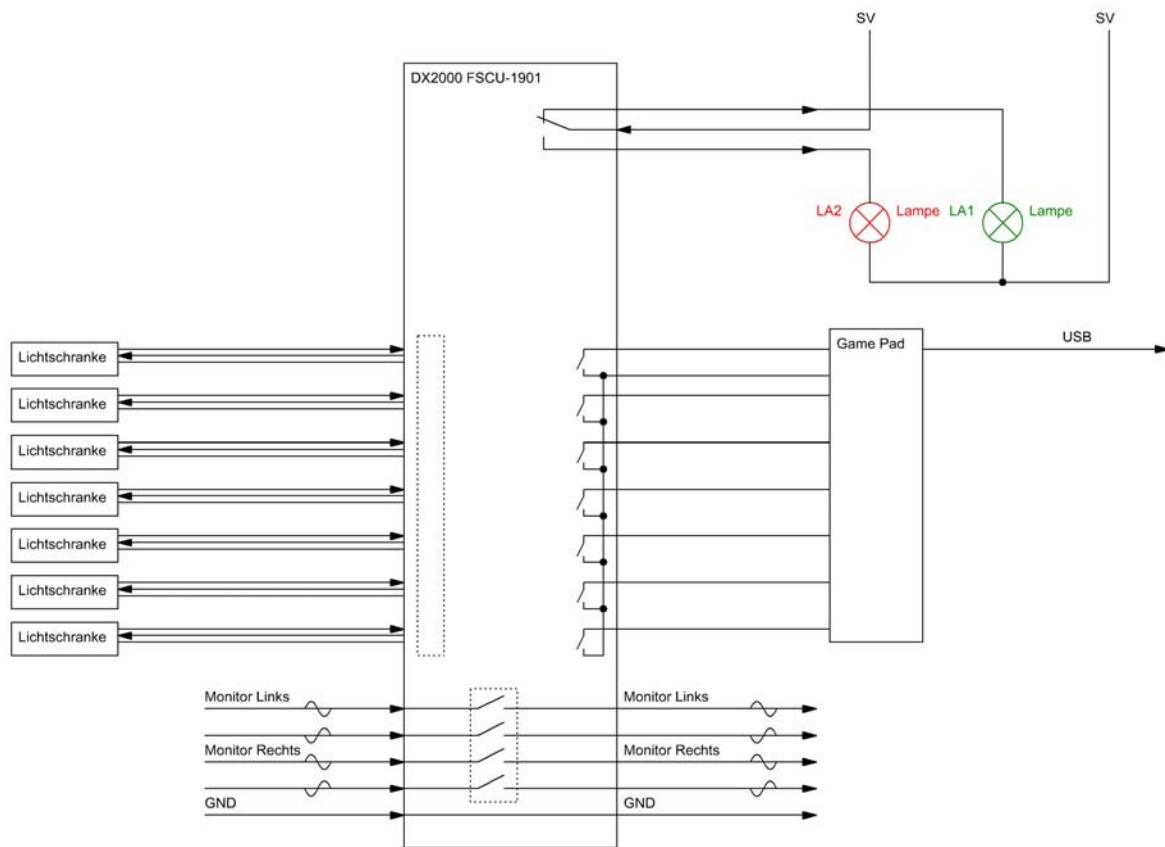 SV
SV
DX2000 FSCU-1901
LA2
Lampe
LA1
Lampe
Game Pad
USB
Lichtschranke
Lichtschranke
Lichtschranke
Lichtschranke
Lichtschranke
Lichtschranke
Lichtschranke
Monitor Links
Monitor Links
Monitor Rechts
Monitor Rechts
GND
GND